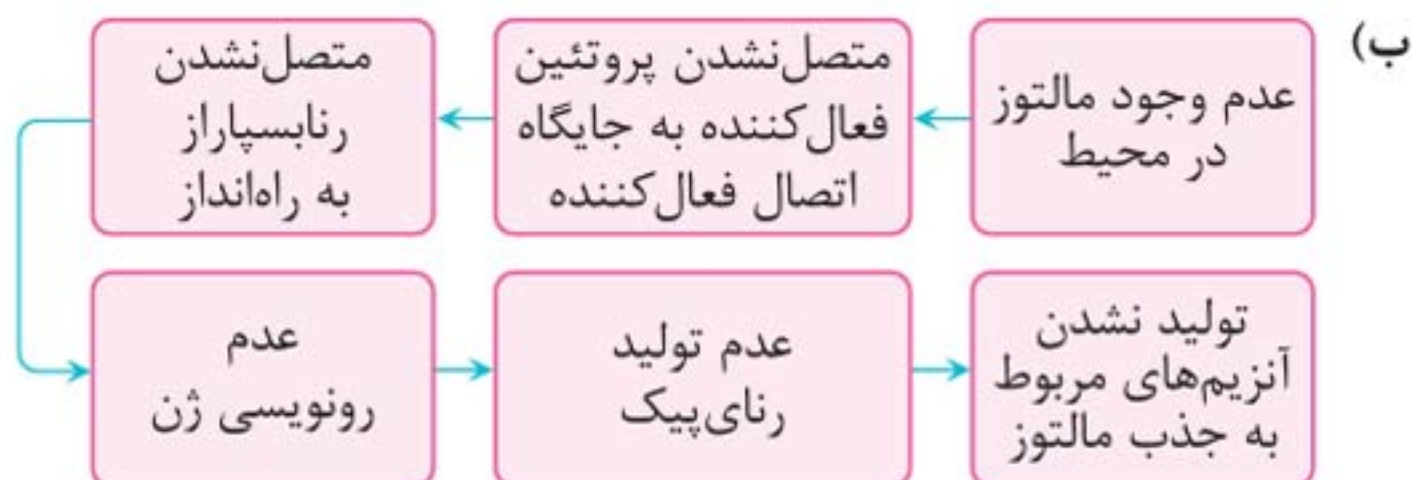 ب)
عدم وجود مالتوز
در محیط
متصل‌نشدن پروتئین
فعال‌کننده به جایگاه
اتصال فعال‌کننده
متصل‌نشدن
رنابسپاراز
به راه‌انداز
عدم
رونویسی ژن
عدم تولید
رنای‌پیک
تولید نشدن
آنزیم‌های مربوط
به جذب مالتوز